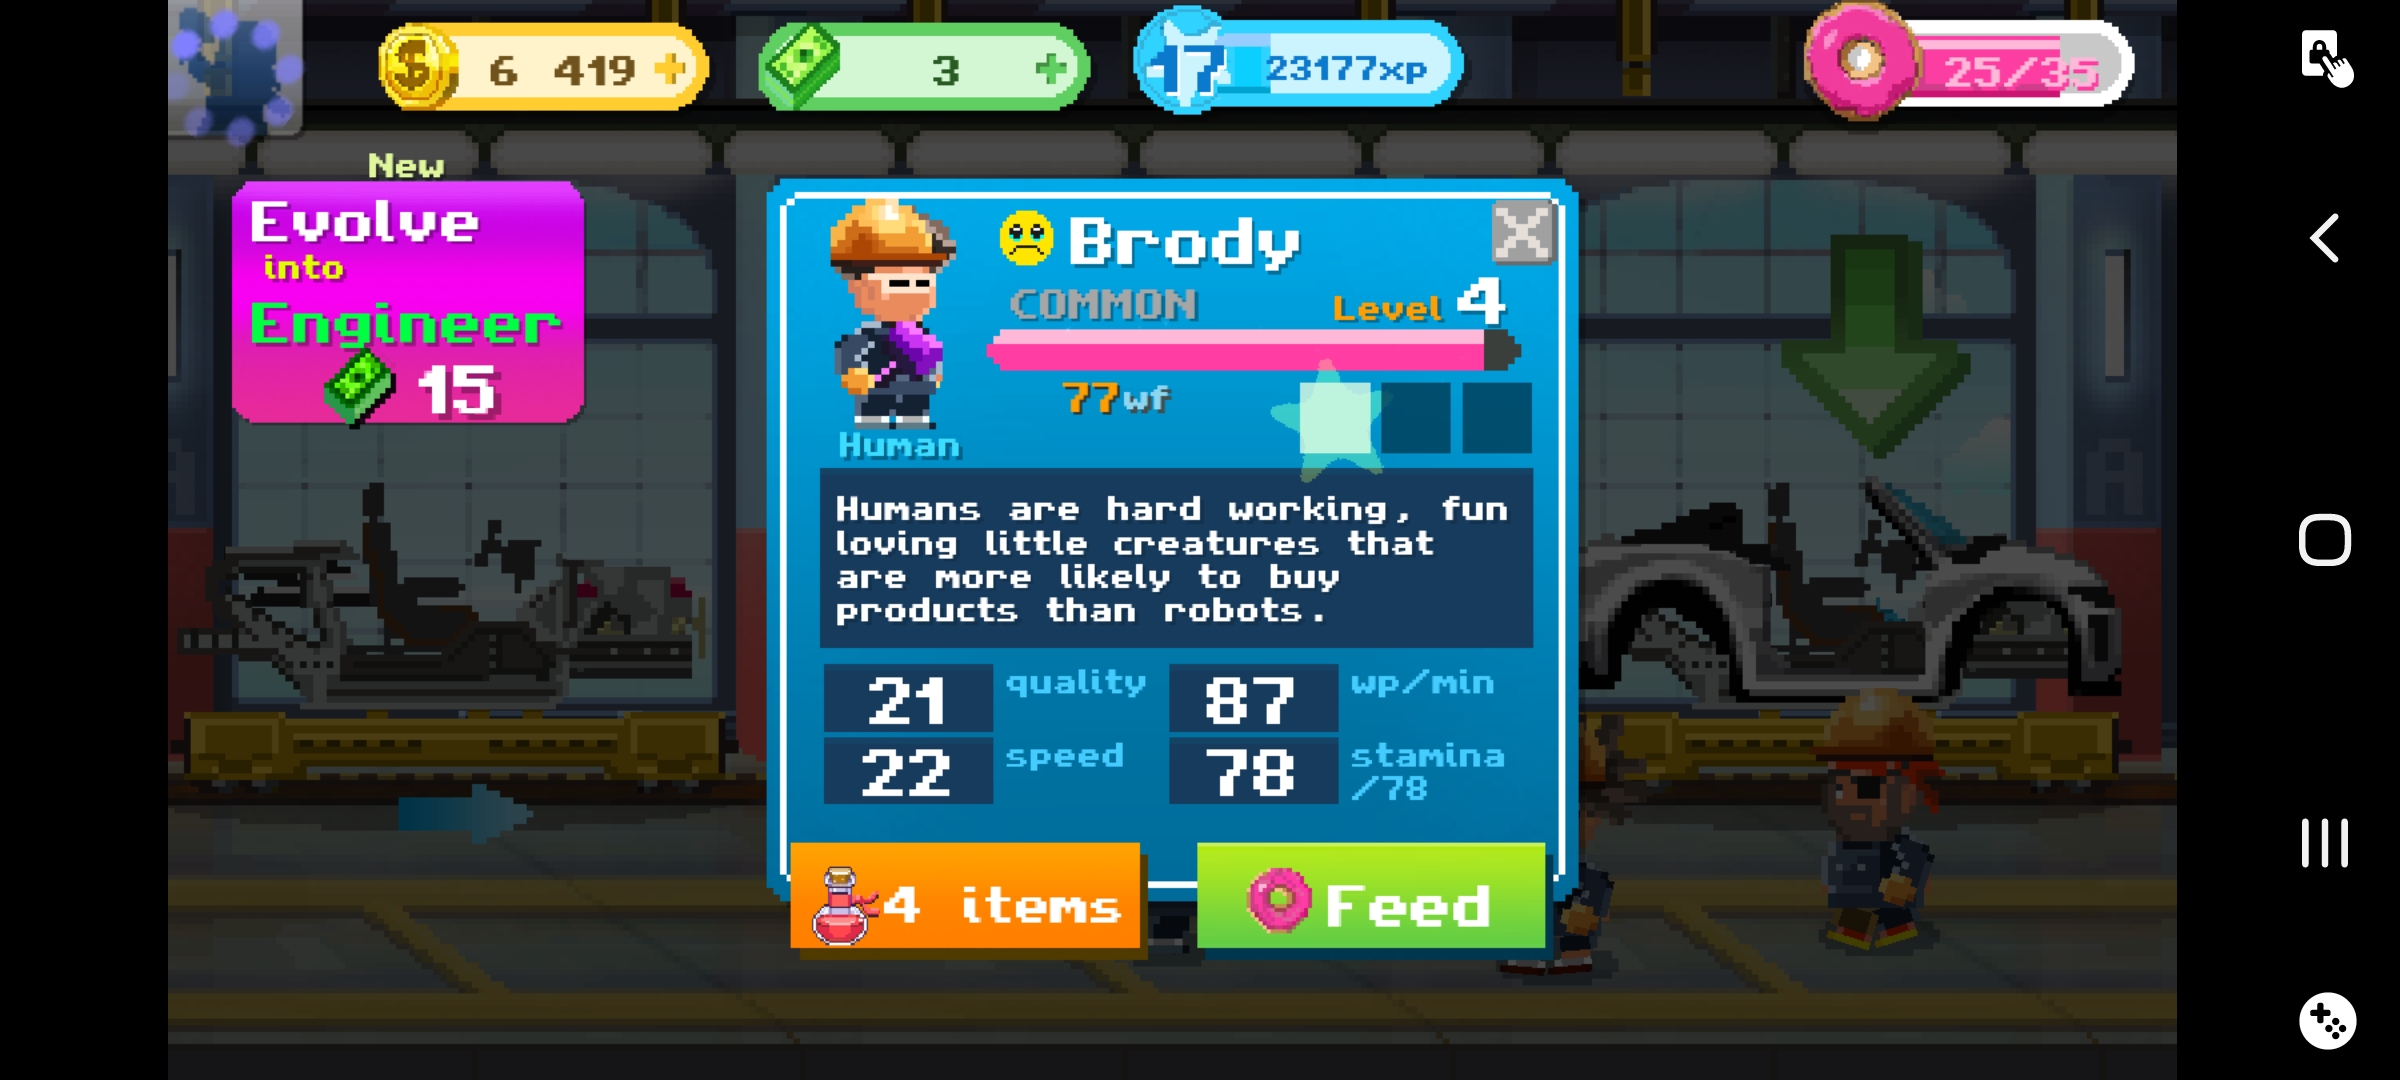 6 419
3
17 23177xp
25/35
New
Evolve
into
Engineer
15
Brody
COMMON
Level 4
77wf
Human
Humans are hard working, fun
loving little creatures that
are more likely to buy
products than robots.
21 quality
87 wp/min
22 speed
78 stamina
/78
4 items
Feed